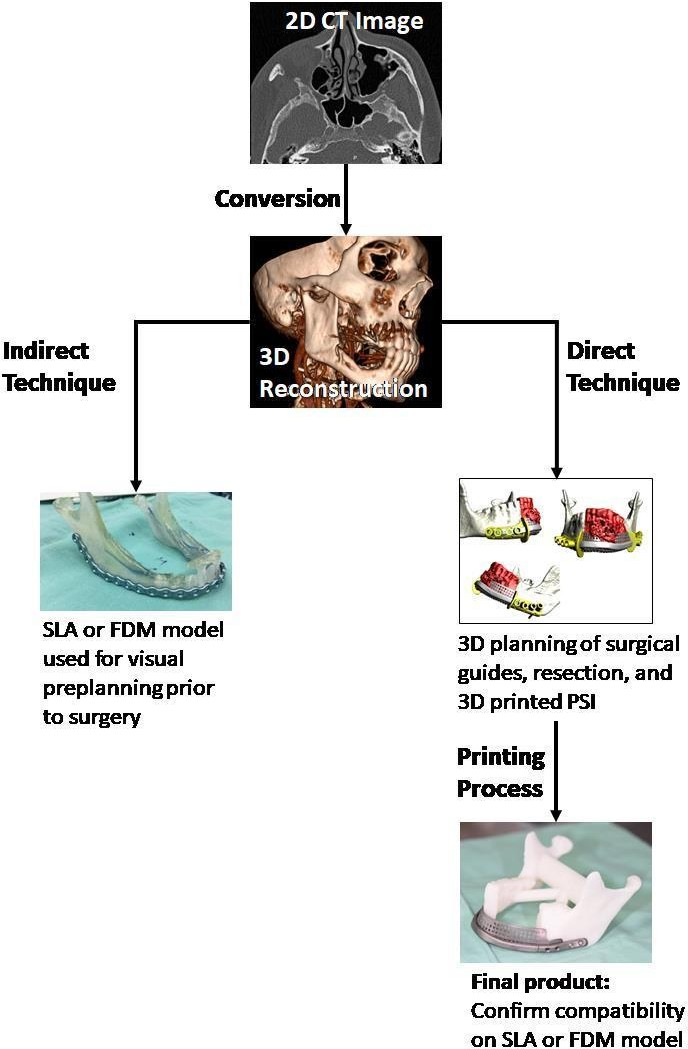 2D CT Image
Conversion
3D
Reconstruction
Indirect
Technique
Direct
Technique
SLA or FDM model
used for visual
preplanning prior
to surgery
3D planning of surgical
guides, resection, and
3D printed PSI
Printing
Process
Final product:
Confirm compatibility
on SLA or FDM model